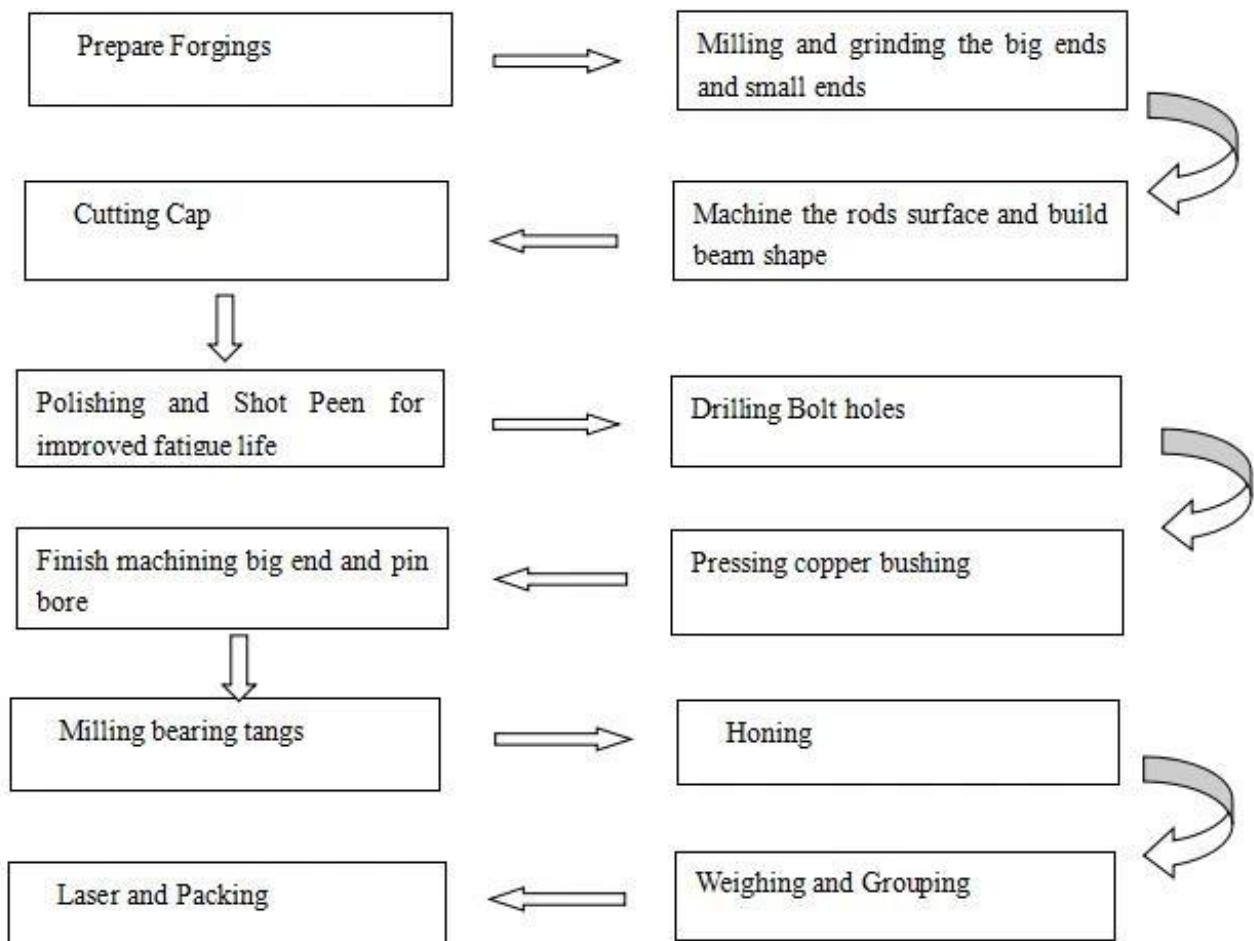 Prepare Forgings
Milling and grinding the big ends
and small ends
Machine the rods surface and build
beam shape
Cutting Cap
Polishing and Shot Peen for
improved fatigue life
Drilling Bolt holes
Pressing copper bushing
Finish machining big end and pin
bore
Milling bearing tangs
Honing
Weighing and Grouping
Laser and Packing